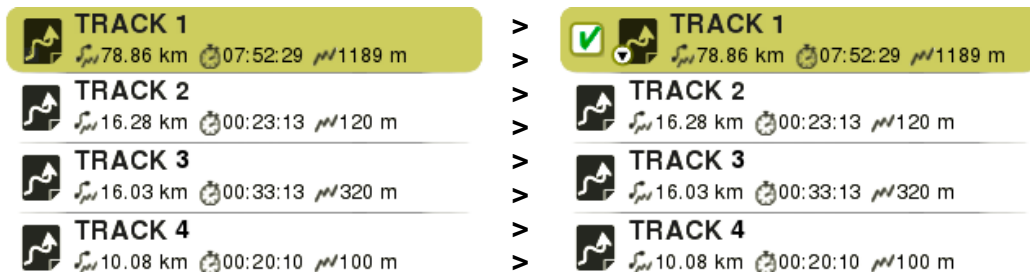 TRACK 1
78.86 km 07:52:29 1189 m
TRACK 2
16.28 km 00:23:13 120 m
TRACK 3
16.03 km 00:33:13 320 m
TRACK 4
10.08 km 00:20:10 100 m
>
>
>
>
>
>
>
>
TRACK 1
78.86 km 07:52:29 1189 m
TRACK 2
16.28 km 00:23:13 120 m
TRACK 3
16.03 km 00:33:13 320 m
TRACK 4
10.08 km 00:20:10 100 m